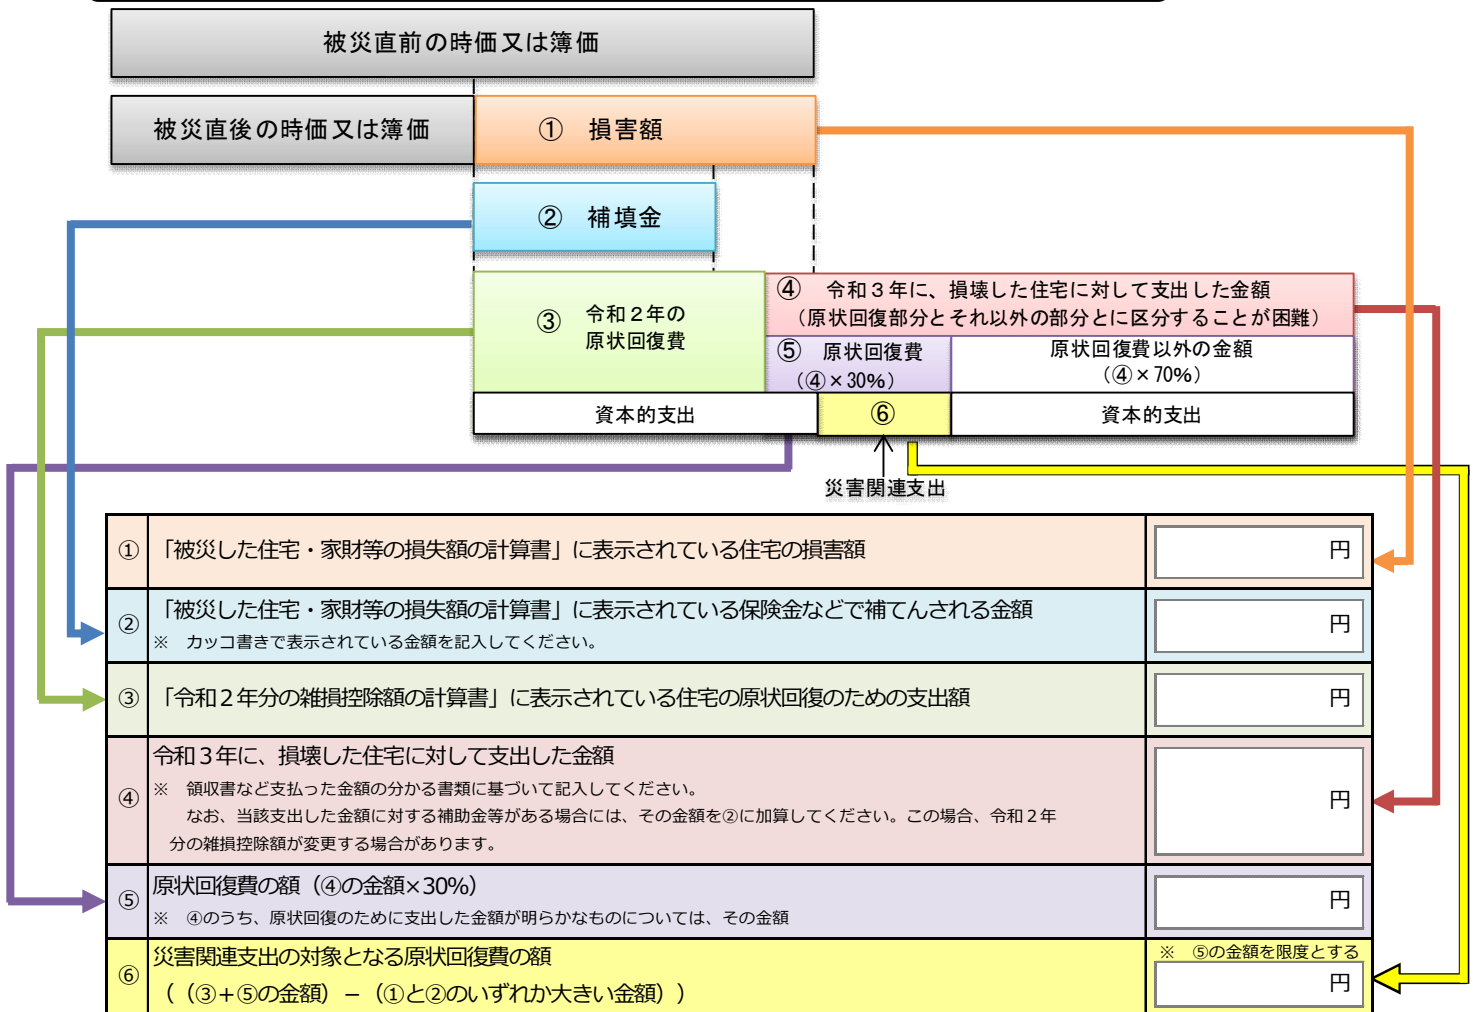 被災直前の時価又は簿価
被災直後の時価又は簿価
① 損害額
② 補填金
③ 令和2年の
原状回復費
④ 令和3年に、損壊した住宅に対して支出した金額
(原状回復部分とそれ以外の部分とに区分することが困難)
⑤ 原状回復費
(④×30%)
原状回復費以外の金額
(④×70%)
資本的支出
⑥
資本的支出
災害関連支出
① 「被災した住宅・家財等の損失額の計算書」に表示されている住宅の損害額 円
② 「被災した住宅・家財等の損失額の計算書」に表示されている保険金などで補てんされる金額 円
※ カッコ書きで表示されている金額を記入してください。
③ 「令和2年分の雑損控除額の計算書」に表示されている住宅の原状回復のための支出額 円
④ 令和3年に、損壊した住宅に対して支出した金額 円
※ 領収書など支払った金額の分かる書類に基づいて記入してください。
なお、当該支出した金額に対する補助金等がある場合には、その金額を②に加算してください。この場合、令和2年
分の雑損控除額が変更する場合があります。
⑤ 原状回復費の額(④の金額×30%) 円
※ ④のうち、原状回復のために支出した金額が明らかなものについては、その金額
⑥ 災害関連支出の対象となる原状回復費の額
((③+⑤の金額)-(①と②のいずれか大きい金額))
※ ⑤の金額を限度とする
円